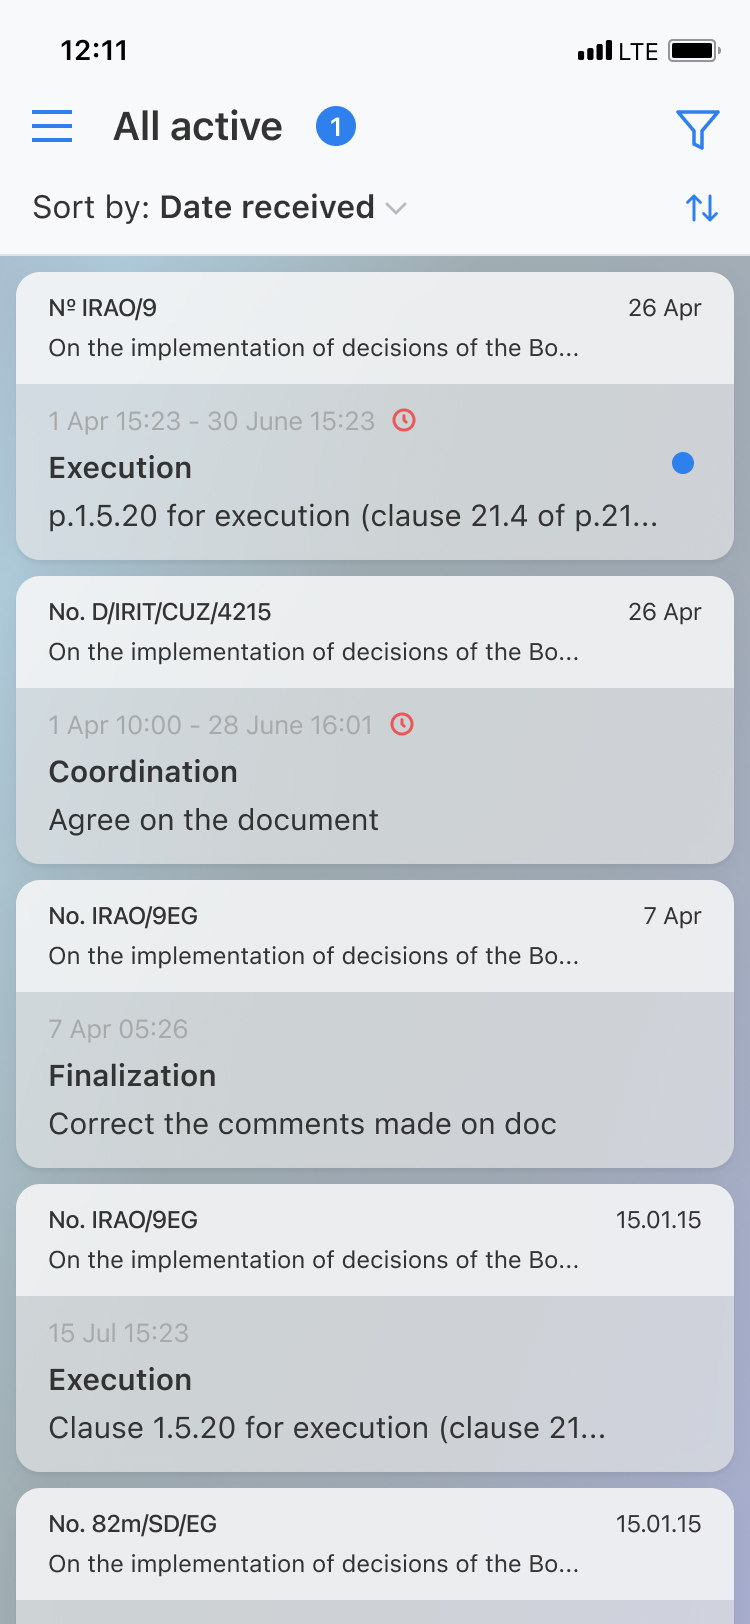 12:11
LTE
All active 1
Sort by: Date received
Nº IRAO/9 26 Apr
On the implementation of decisions of the Bo...
1 Apr 15:23 - 30 June 15:23
Execution
p.1.5.20 for execution (clause 21.4 of p.21...
No. D/IRIT/CUZ/4215 26 Apr
On the implementation of decisions of the Bo...
1 Apr 10:00 - 28 June 16:01
Coordination
Agree on the document
No. IRAO/9EG 7 Apr
On the implementation of decisions of the Bo...
7 Apr 05:26
Finalization
Correct the comments made on doc
No. IRAO/9EG 15.01.15
On the implementation of decisions of the Bo...
15 Jul 15:23
Execution
Clause 1.5.20 for execution (clause 21...
No. 82m/SD/EG 15.01.15
On the implementation of decisions of the Bo...